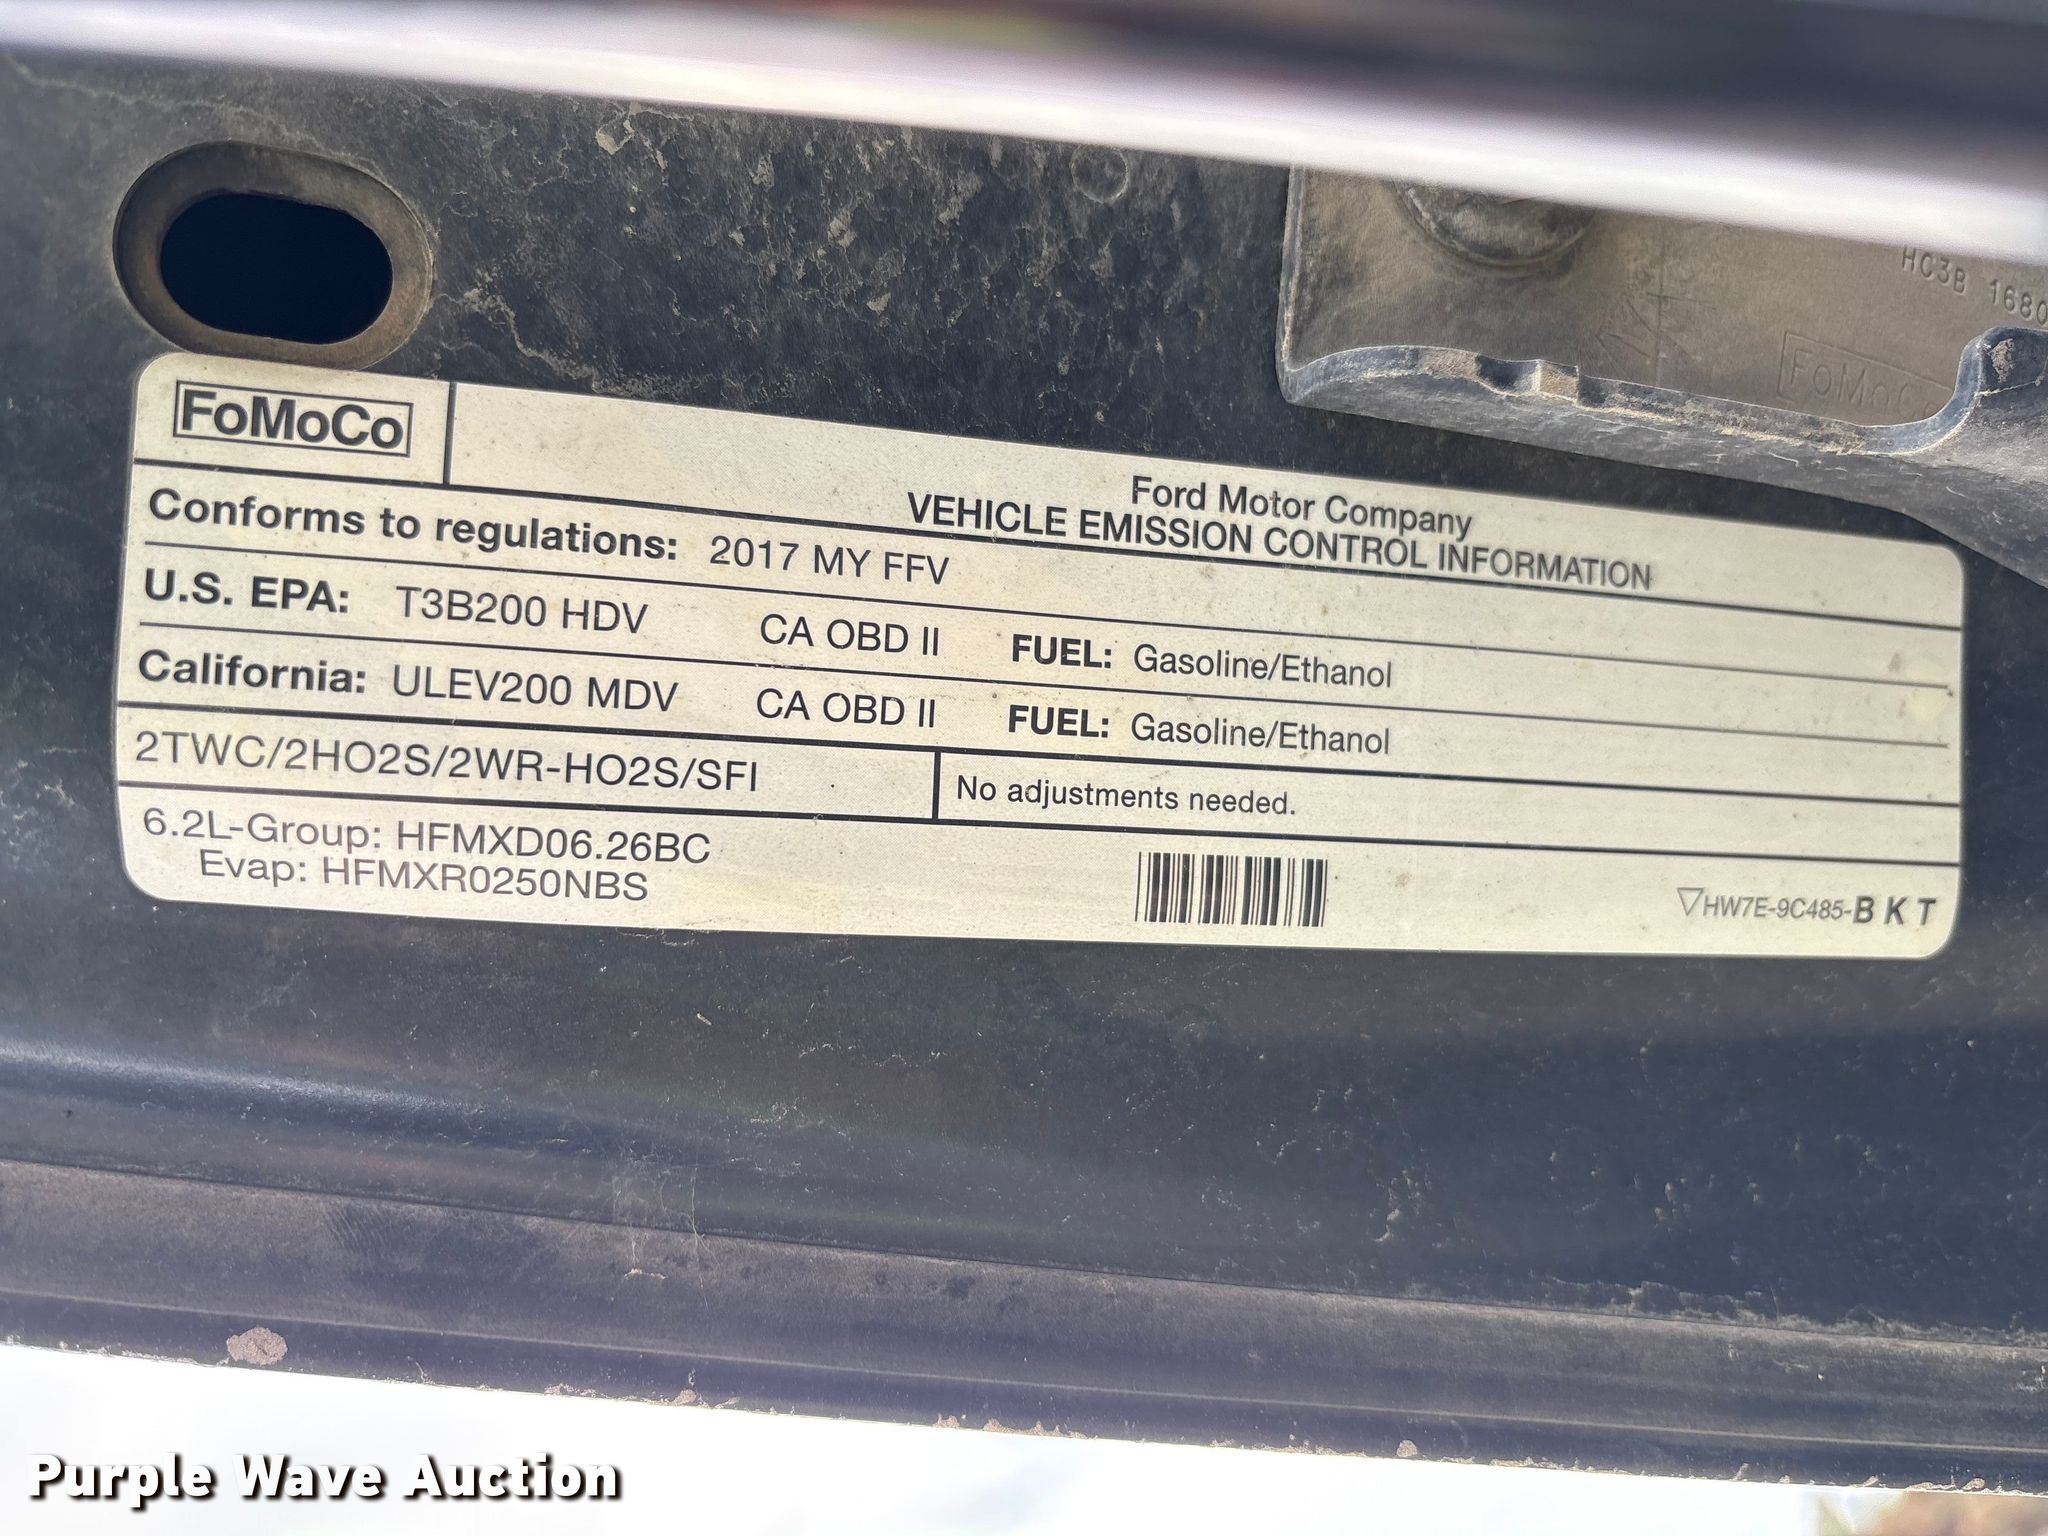 HC3B 1680
FoMoCo
FoMoCo
Ford Motor Company
VEHICLE EMISSION CONTROL INFORMATION
Conforms to regulations: 2017 MY FFV
U.S. EPA: T3B200 HDV CA OBD II FUEL: Gasoline/Ethanol
California: ULEV200 MDV CA OBD II FUEL: Gasoline/Ethanol
2TWC/2HO2S/2WR-HO2S/SFI No adjustments needed.
6.2L-Group: HFMXD06.26BC
Evap: HFMXR0250NBS
HW7E-9C485-B K T
Purple Wave Auction